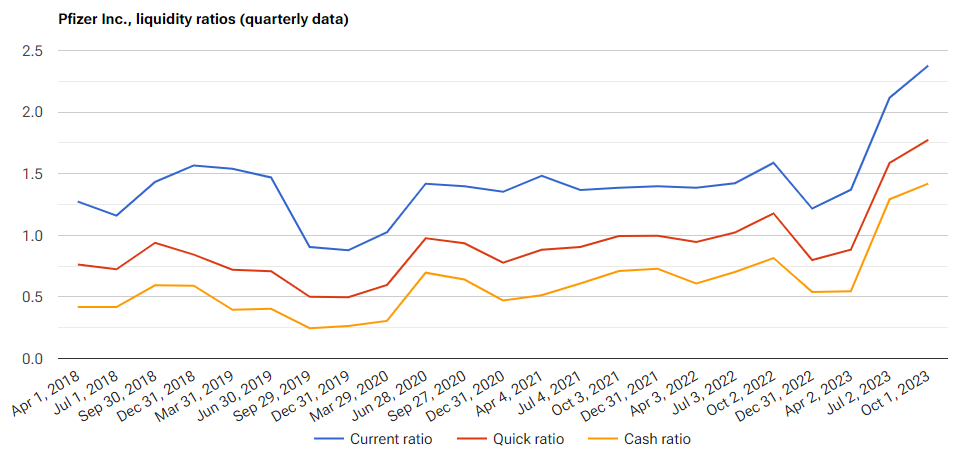 Pfizer Inc., liquidity ratios (quarterly data)
2.5
2.0
1.5
1.0
0.5
0.0
Apr 1, 2018
Jul 1, 2018
Sep 30, 2018
Dec 31, 2018
Mar 31, 2019
Jun 30, 2019
Sep 29, 2019
Dec 31, 2019
Mar 29, 2020
Jun 28, 2020
Sep 27, 2020
Dec 31, 2020
Apr 4, 2021
Jul 4, 2021
Oct 3, 2021
Dec 31, 2021
Apr 3, 2022
Jul 3, 2022
Oct 2, 2022
Dec 31, 2022
Apr 2, 2023
Jul 2, 2023
Oct 1, 2023
Current ratio
Quick ratio
Cash ratio